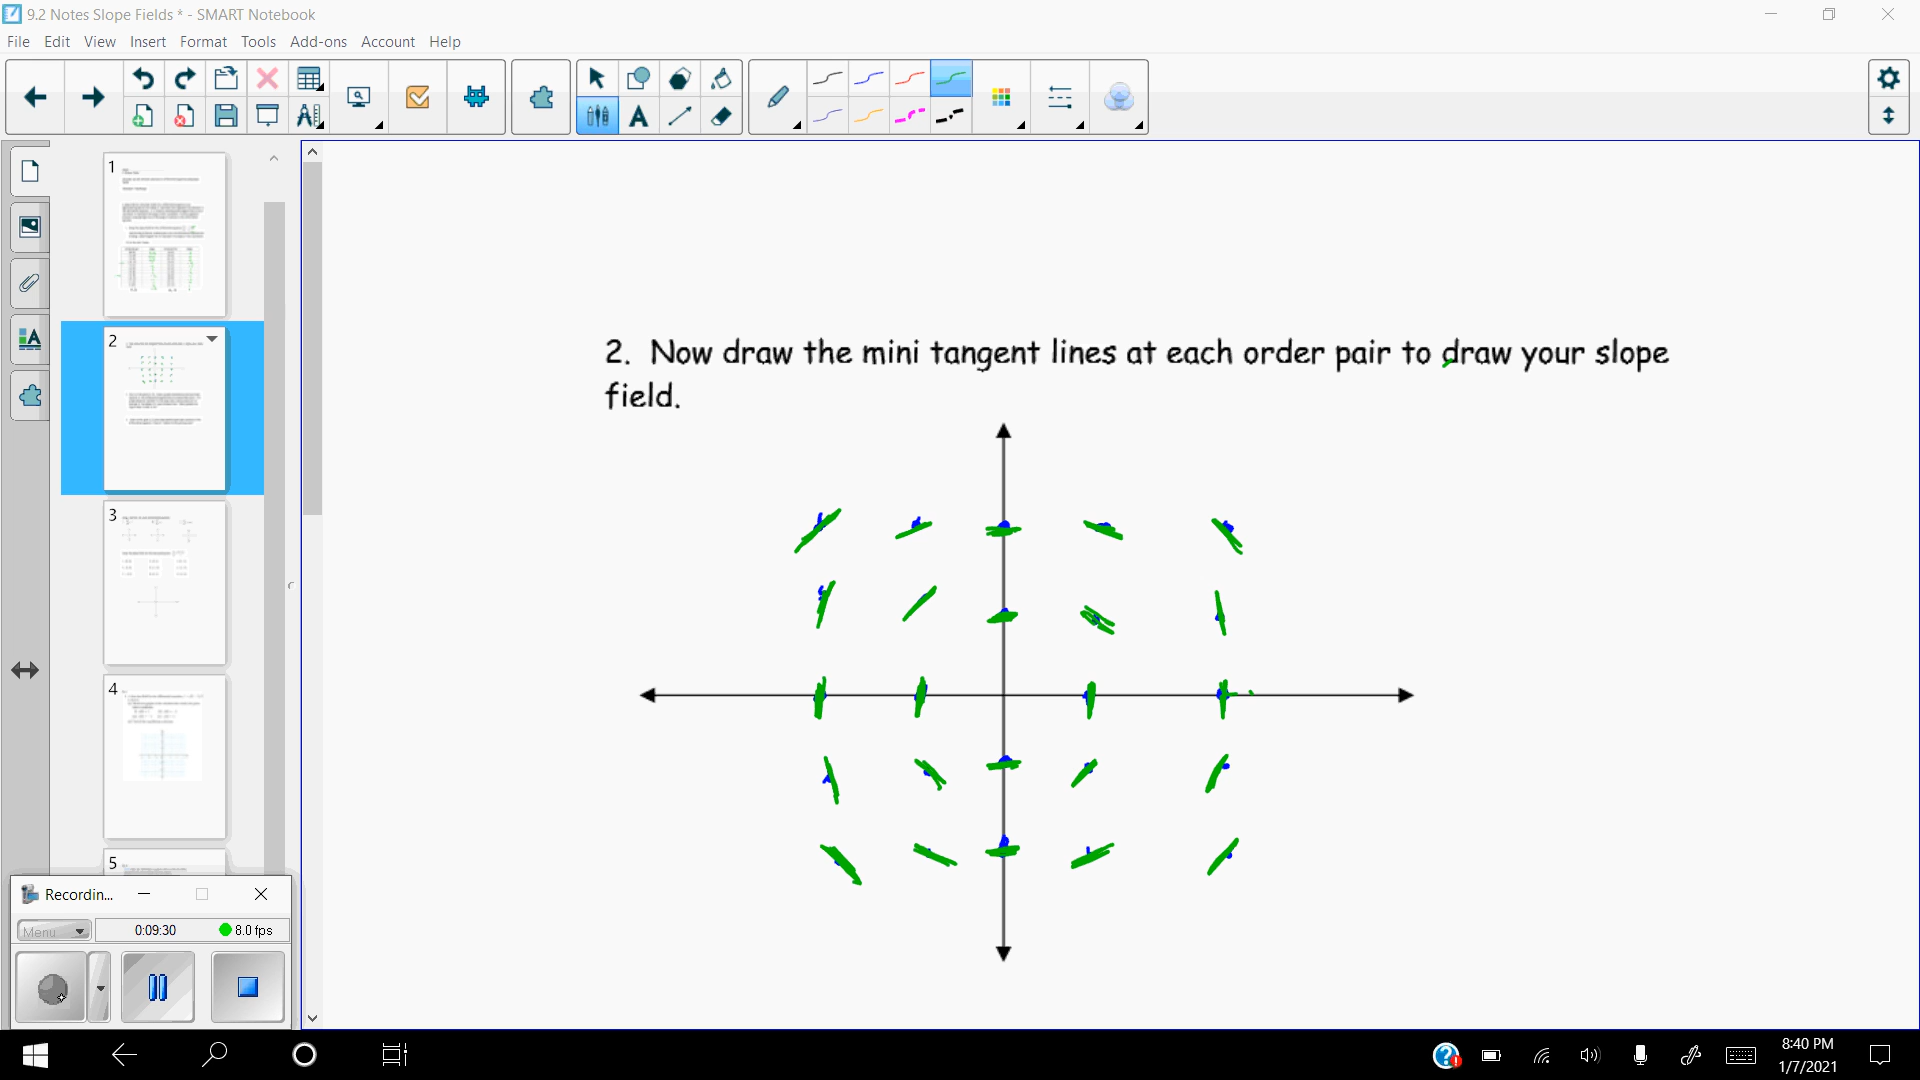 9.2 Notes Slope Fields * - SMART Notebook
File Edit View Insert Format Tools Add-ons Account Help
1
2
3
4
5
2. Now draw the mini tangent lines at each order pair to draw your slope
field.
Recordin...
Menu 0:09:30 8.0 fps
8:40 PM
1/7/2021